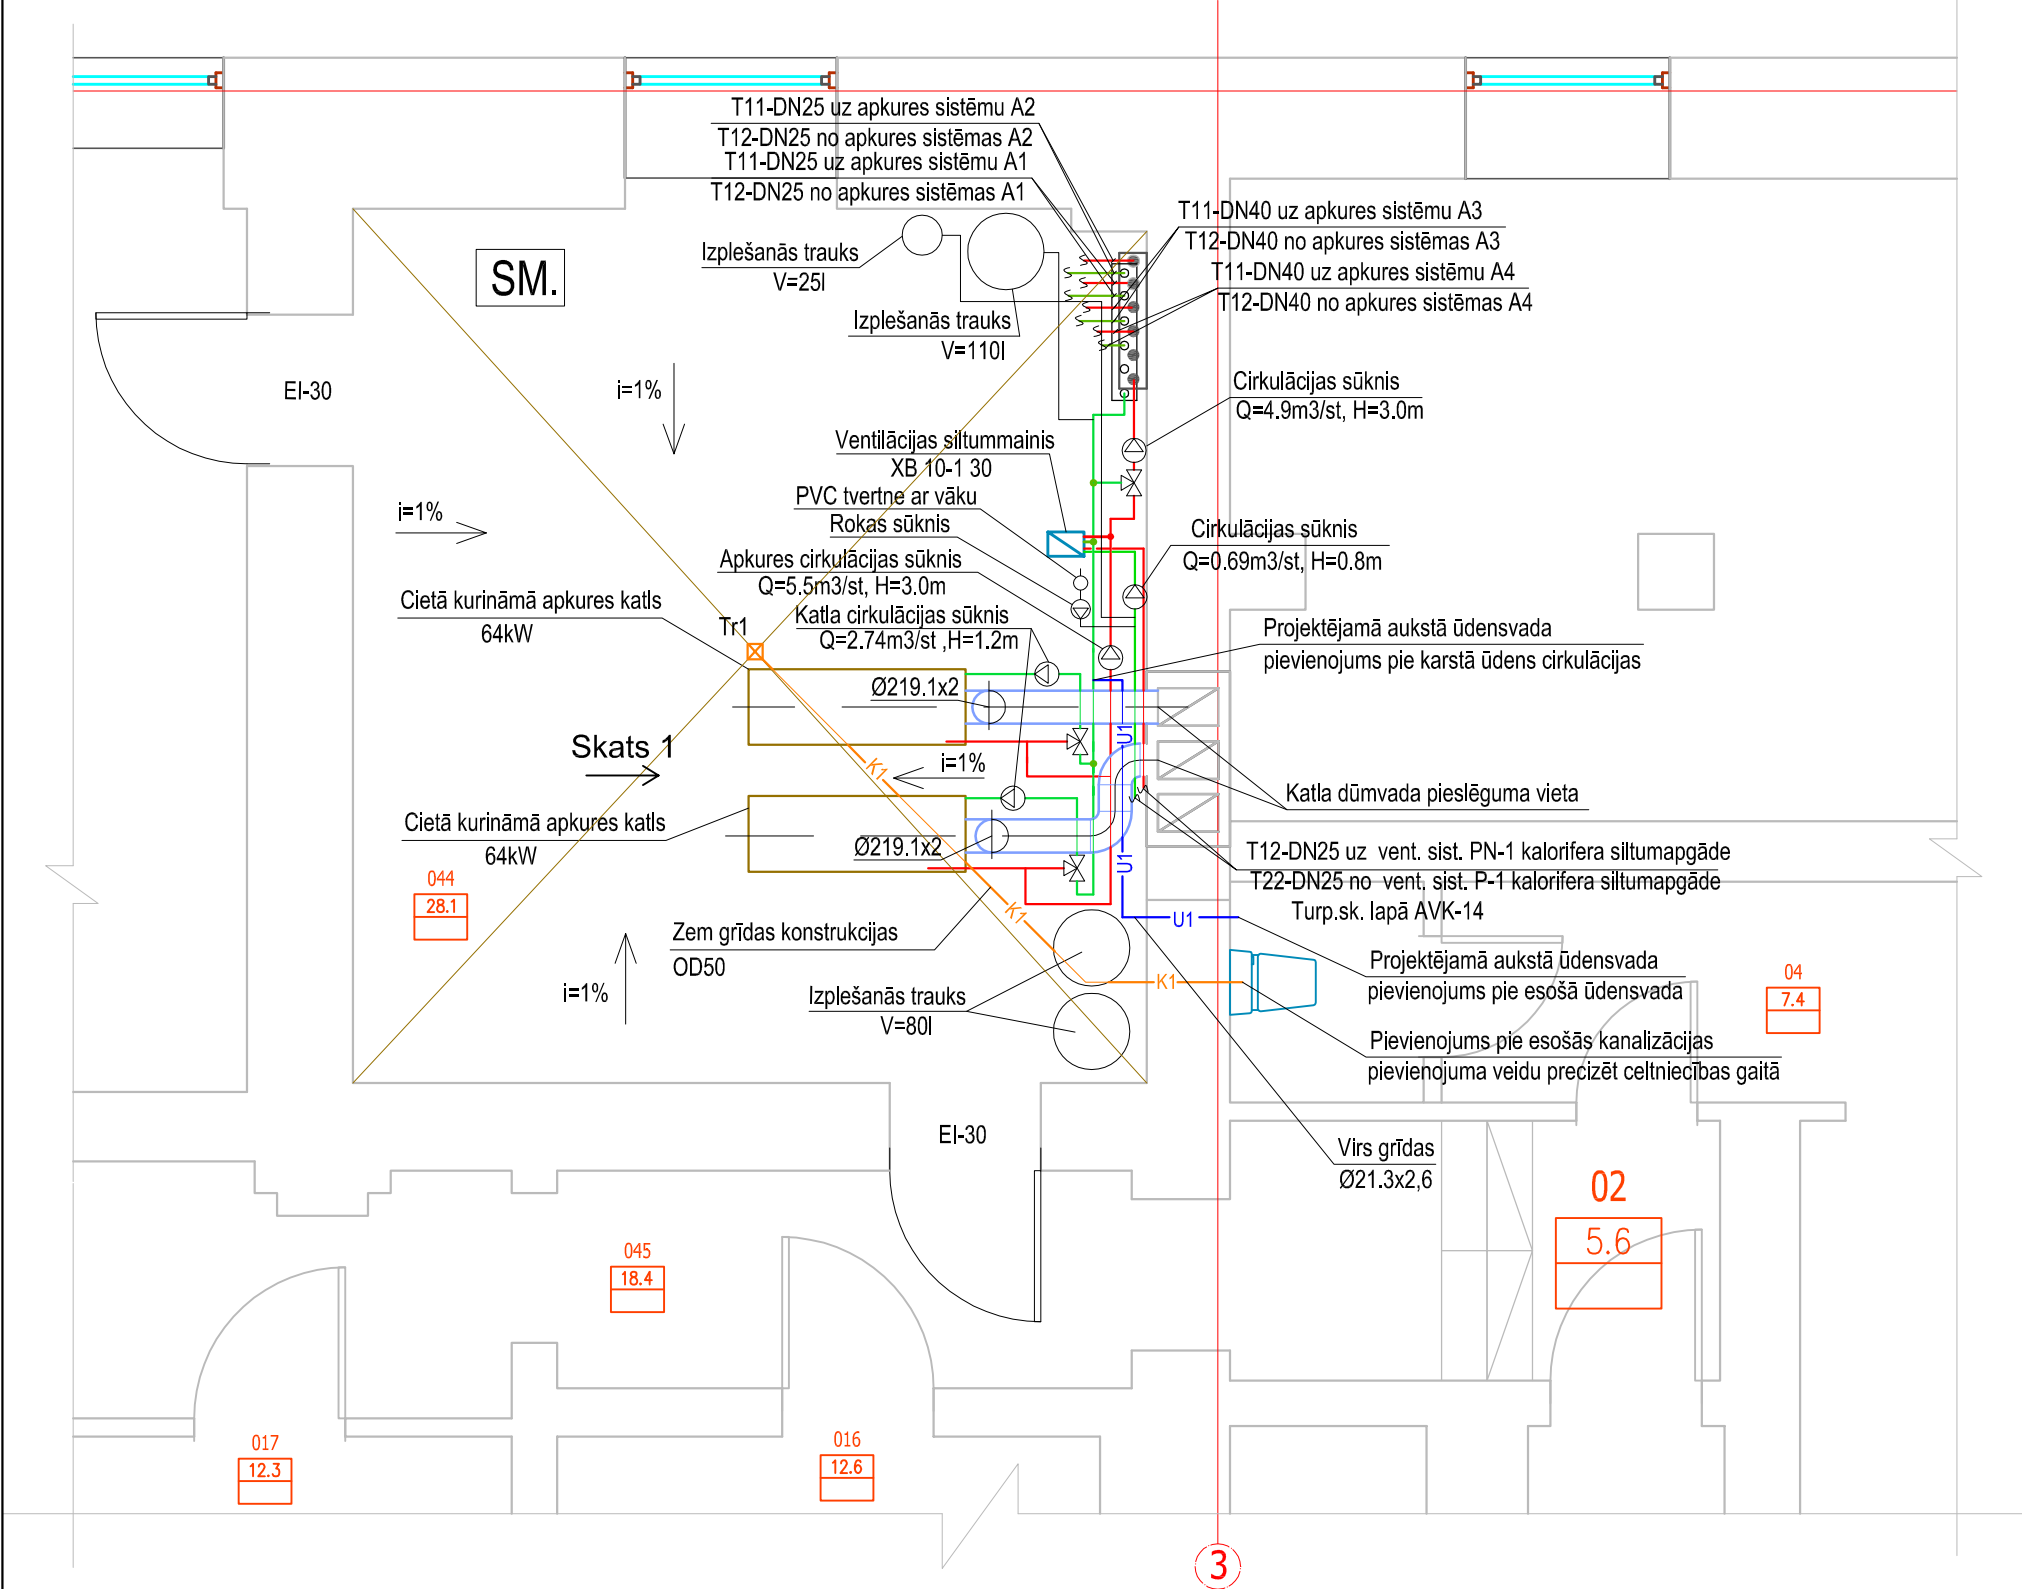 T11-DN25 uz apkures sistēmu A2
T12-DN25 no apkures sistēmas A2
T11-DN25 uz apkures sistēmu A1
T12-DN25 no apkures sistēmas A1
T11-DN40 uz apkures sistēmu A3
T12-DN40 no apkures sistēmas A3
T11-DN40 uz apkures sistēmu A4
T12-DN40 no apkures sistēmas A4
Izplešanās trauks
V=25l
SM.
Izplešanās trauks
V=110l
EI-30
i=1%
Cirkulācijas sūknis
Q=4.9m3/st, H=3.0m
Ventilācijas siltummainis
XB 10-1 30
PVC tvertne ar vāku
i=1%
Rokas sūknis
Cirkulācijas sūknis
Q=0.69m3/st, H=0.8m
Apkures cirkulācijas sūknis
Q=5.5m3/st, H=3.0m
Cietā kurināmā apkures katls
64kW
Katla cirkulācijas sūknis
Q=2.74m3/st ,H=1.2m
Tr1
Projektējamā aukstā ūdensvada
pievienojums pie karstā ūdens cirkulācijas
Ø219.1x2
U1
Skats 1
K1
i=1%
Katla dūmvada pieslēguma vieta
Cietā kurināmā apkures katls
64kW
Ø219.1x2
U1
T12-DN25 uz vent. sist. PN-1 kalorifera siltumapgāde
T22-DN25 no vent. sist. P-1 kalorifera siltumapgāde
Turp.sk. lapā AVK-14
044
28.1
K1
U1
Zem grīdas konstrukcijas
OD50
Projektējamā aukstā ūdensvada
pievienojums pie esošā ūdensvada
04
7.4
K1
i=1%
Izplešanās trauks
V=80l
Pievienojums pie esošās kanalizācijas
pievienojuma veidu precizēt celtniecības gaitā
EI-30
Virs grīdas
Ø21.3x2,6
02
5.6
045
18.4
017
12.3
016
12.6
3